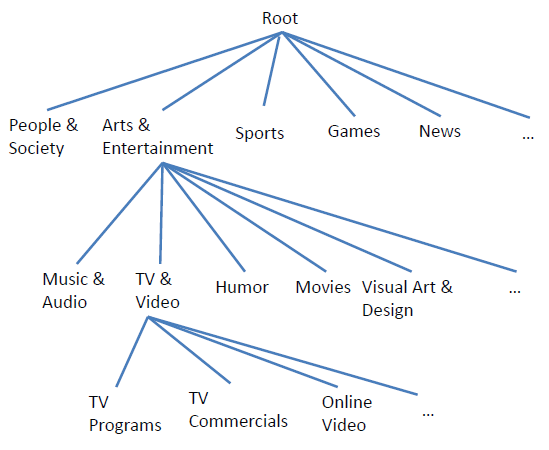 Root
People &
Society
Arts &
Entertainment
Sports
Games
News
...
Music &
Audio
TV &
Video
Humor
Movies
Visual Art &
Design
...
TV
Programs
TV
Commercials
Online
Video
...